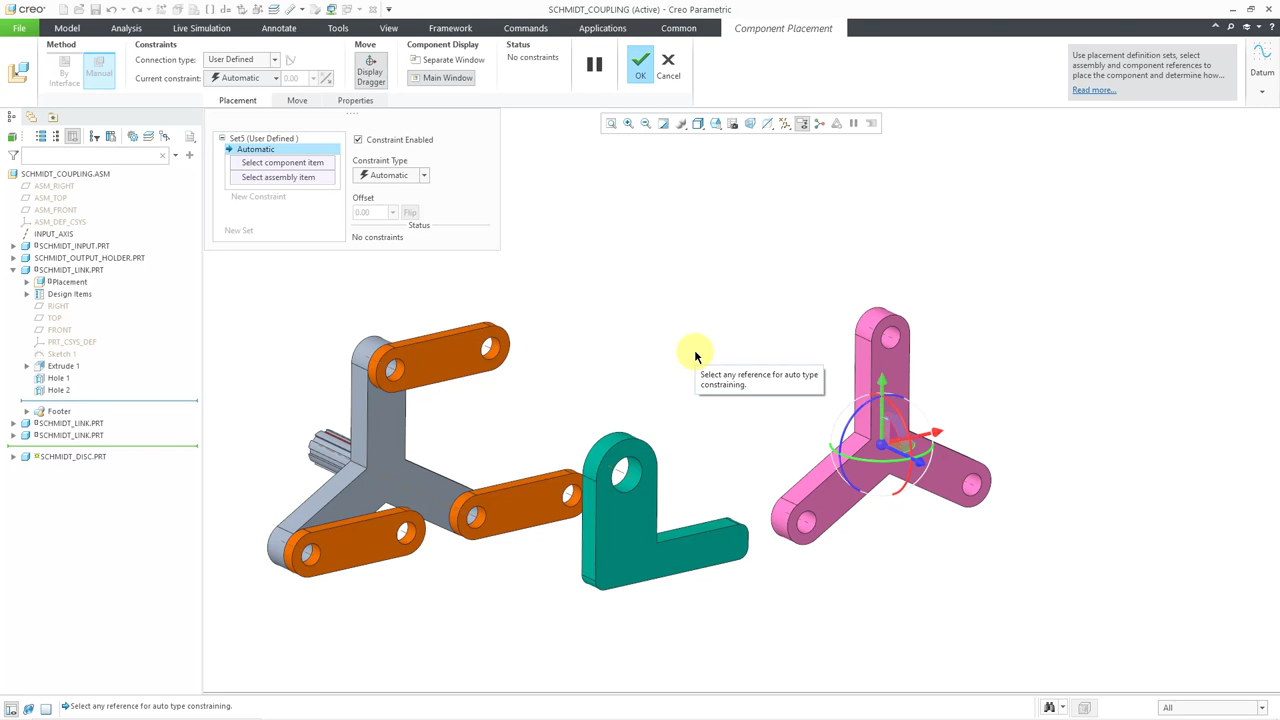 creo
SCHMIDT_COUPLING (Active) - Creo Parametric
File Model Analysis Live Simulation Annotate Tools View Framework Commands Applications Common Component Placement
Method Constraints Move Component Display Status
By Interface
Manual
Connection type: User Defined
Current constraint: Automatic 0.00
Display Dragger
Separate Window
Main Window
No constraints
OK
Cancel
Use placement definition sets, select assembly and component references to place the component and determine how...
Read more...
Datum
Placement Move Properties
Set5 (User Defined )
Automatic
Select component item
Select assembly item
New Constraint
New Set
Constraint Enabled
Constraint Type
Automatic
Offset
0.00 Flip
Status
No constraints
SCHMIDT_COUPLING.ASM
ASM_RIGHT
ASM_TOP
ASM_FRONT
ASM_DEF_CSYS
INPUT_AXIS
SCHMIDT_INPUT.PRT
SCHMIDT_OUTPUT_HOLDER.PRT
SCHMIDT_LINK.PRT
Placement
Design Items
RIGHT
TOP
FRONT
PRT_CSYS_DEF
Sketch 1
Extrude 1
Hole 1
Hole 2
Footer
SCHMIDT_LINK.PRT
SCHMIDT_LINK.PRT
SCHMIDT_DISC.PRT
Select any reference for auto type
constraining.
Select any reference for auto type constraining.
All